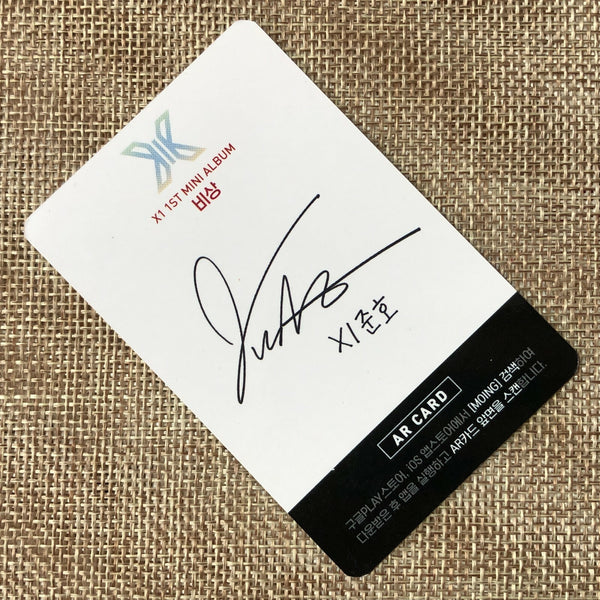 X1 1ST MINI ALBUM
비상
X1 준호
AR CARD
구글PLAY스토어, iOS 앱스토어에서 [MOING] 검색하여
다운받은 후 앱을 실행하고 AR카드 앞면을 스캔합니다.